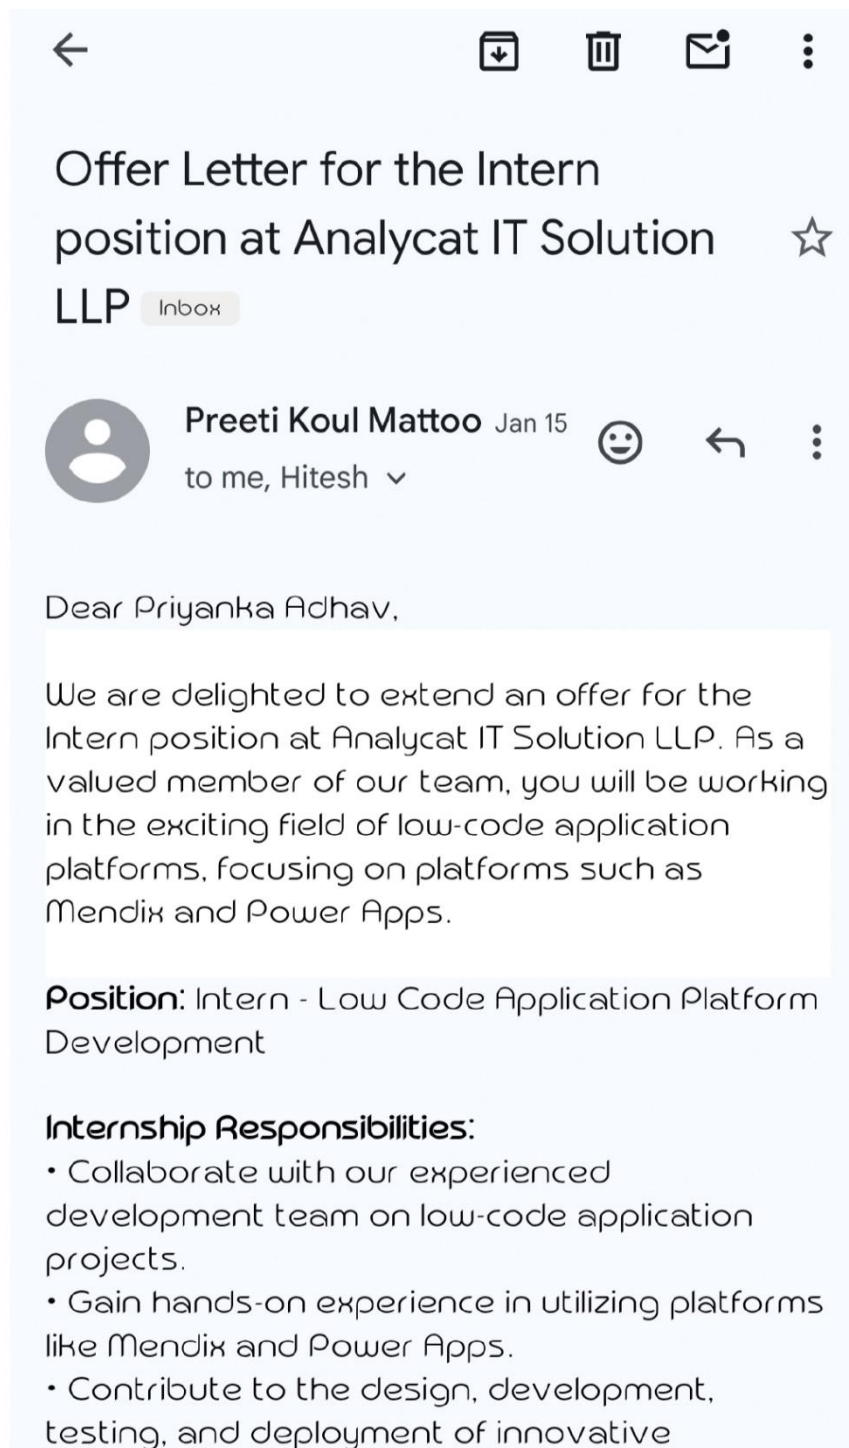 Offer Letter for the Intern
position at Analycat IT Solution
LLP Inbox
Preeti Koul Mattoo Jan 15
to me, Hitesh
Dear Priyanka Adhav,
We are delighted to extend an offer for the
Intern position at Analycat IT Solution LLP. As a
valued member of our team, you will be working
in the exciting field of low-code application
platforms, focusing on platforms such as
Mendix and Power Apps.
Position: Intern - Low Code Application Platform
Development
Internship Responsibilities:
• Collaborate with our experienced
development team on low-code application
projects.
• Gain hands-on experience in utilizing platforms
like Mendix and Power Apps.
• Contribute to the design, development,
testing, and deployment of innovative